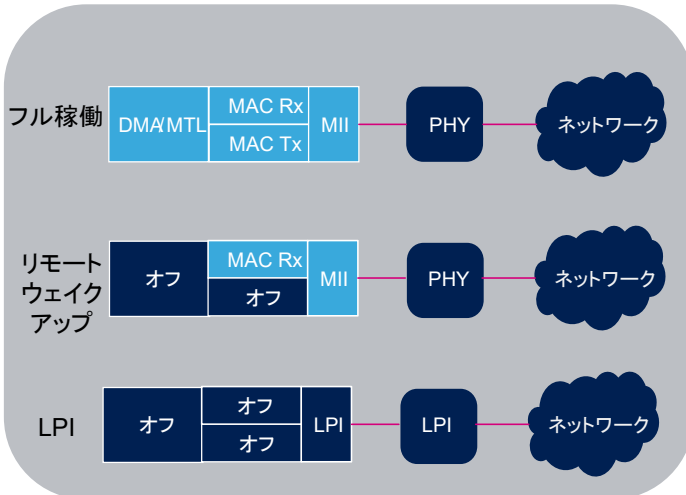 フル稼働
DMA/MTL
MAC Rx
MAC Tx
MII
PHY
ネットワーク
リモート
ウェイク
アップ
オフ
MAC Rx
オフ
MII
PHY
ネットワーク
LPI
オフ
オフ
オフ
LPI
LPI
ネットワーク